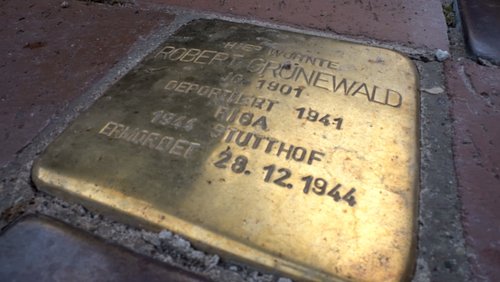 HIER WOHNTE
ROBERT GRÜNEWALD
JG. 1901
DEPORTIERT 1941
RIGA
1944 STUTTHOF
ERMORDET 28.12.1944